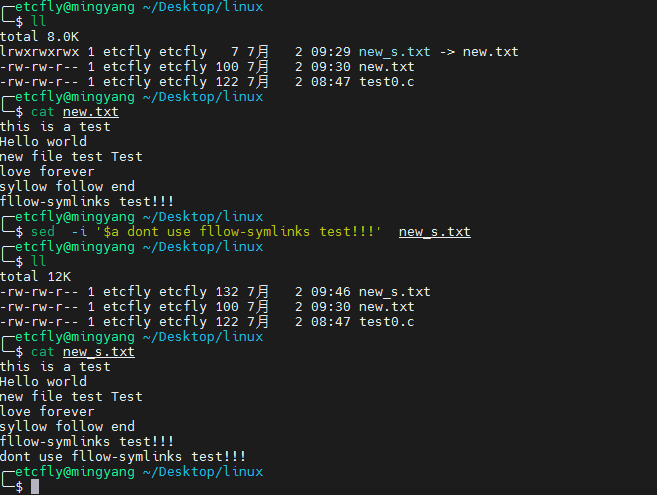 ┌─etcfly@mingyang ~/Desktop/linux
└─$ ll
total 8.0K
lrwxrwxrwx 1 etcfly etcfly   7 7月   2 09:29 new_s.txt -> new.txt
-rw-rw-r-- 1 etcfly etcfly 100 7月   2 09:30 new.txt
-rw-rw-r-- 1 etcfly etcfly 122 7月   2 08:47 test0.c
┌─etcfly@mingyang ~/Desktop/linux
└─$ cat new.txt
this is a test
Hello world
new file test Test
love forever
syllow follow end
fllow-symlinks test!!!
┌─etcfly@mingyang ~/Desktop/linux
└─$ sed  -i '$a dont use fllow-symlinks test!!!'  new_s.txt
┌─etcfly@mingyang ~/Desktop/linux
└─$ ll
total 12K
-rw-rw-r-- 1 etcfly etcfly 132 7月   2 09:46 new_s.txt
-rw-rw-r-- 1 etcfly etcfly 100 7月   2 09:30 new.txt
-rw-rw-r-- 1 etcfly etcfly 122 7月   2 08:47 test0.c
┌─etcfly@mingyang ~/Desktop/linux
└─$ cat new_s.txt
this is a test
Hello world
new file test Test
love forever
syllow follow end
fllow-symlinks test!!!
dont use fllow-symlinks test!!!
┌─etcfly@mingyang ~/Desktop/linux
└─$